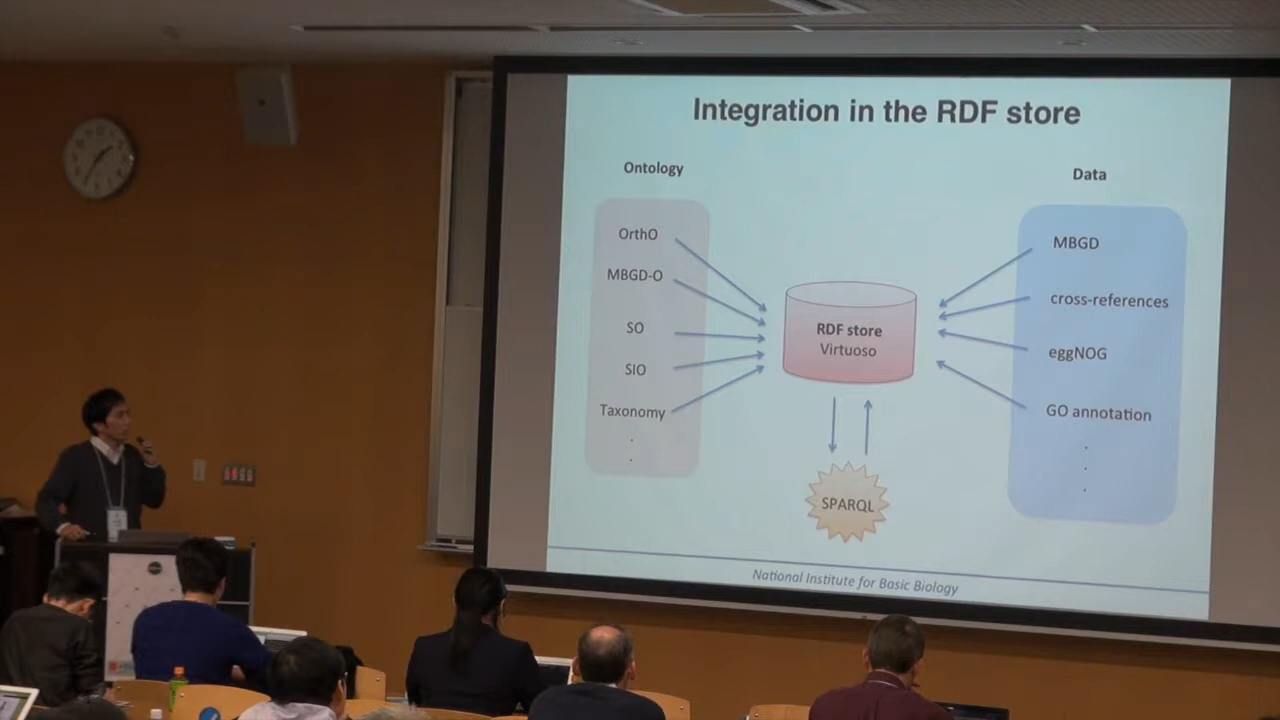 Integration in the RDF store
Ontology
Data
OrthO
MBGD-O
SO
SIO
Taxonomy
.
.
RDF store
Virtuoso
SPARQL
MBGD
cross-references
eggNOG
GO annotation
.
.
.
National Institute for Basic Biology